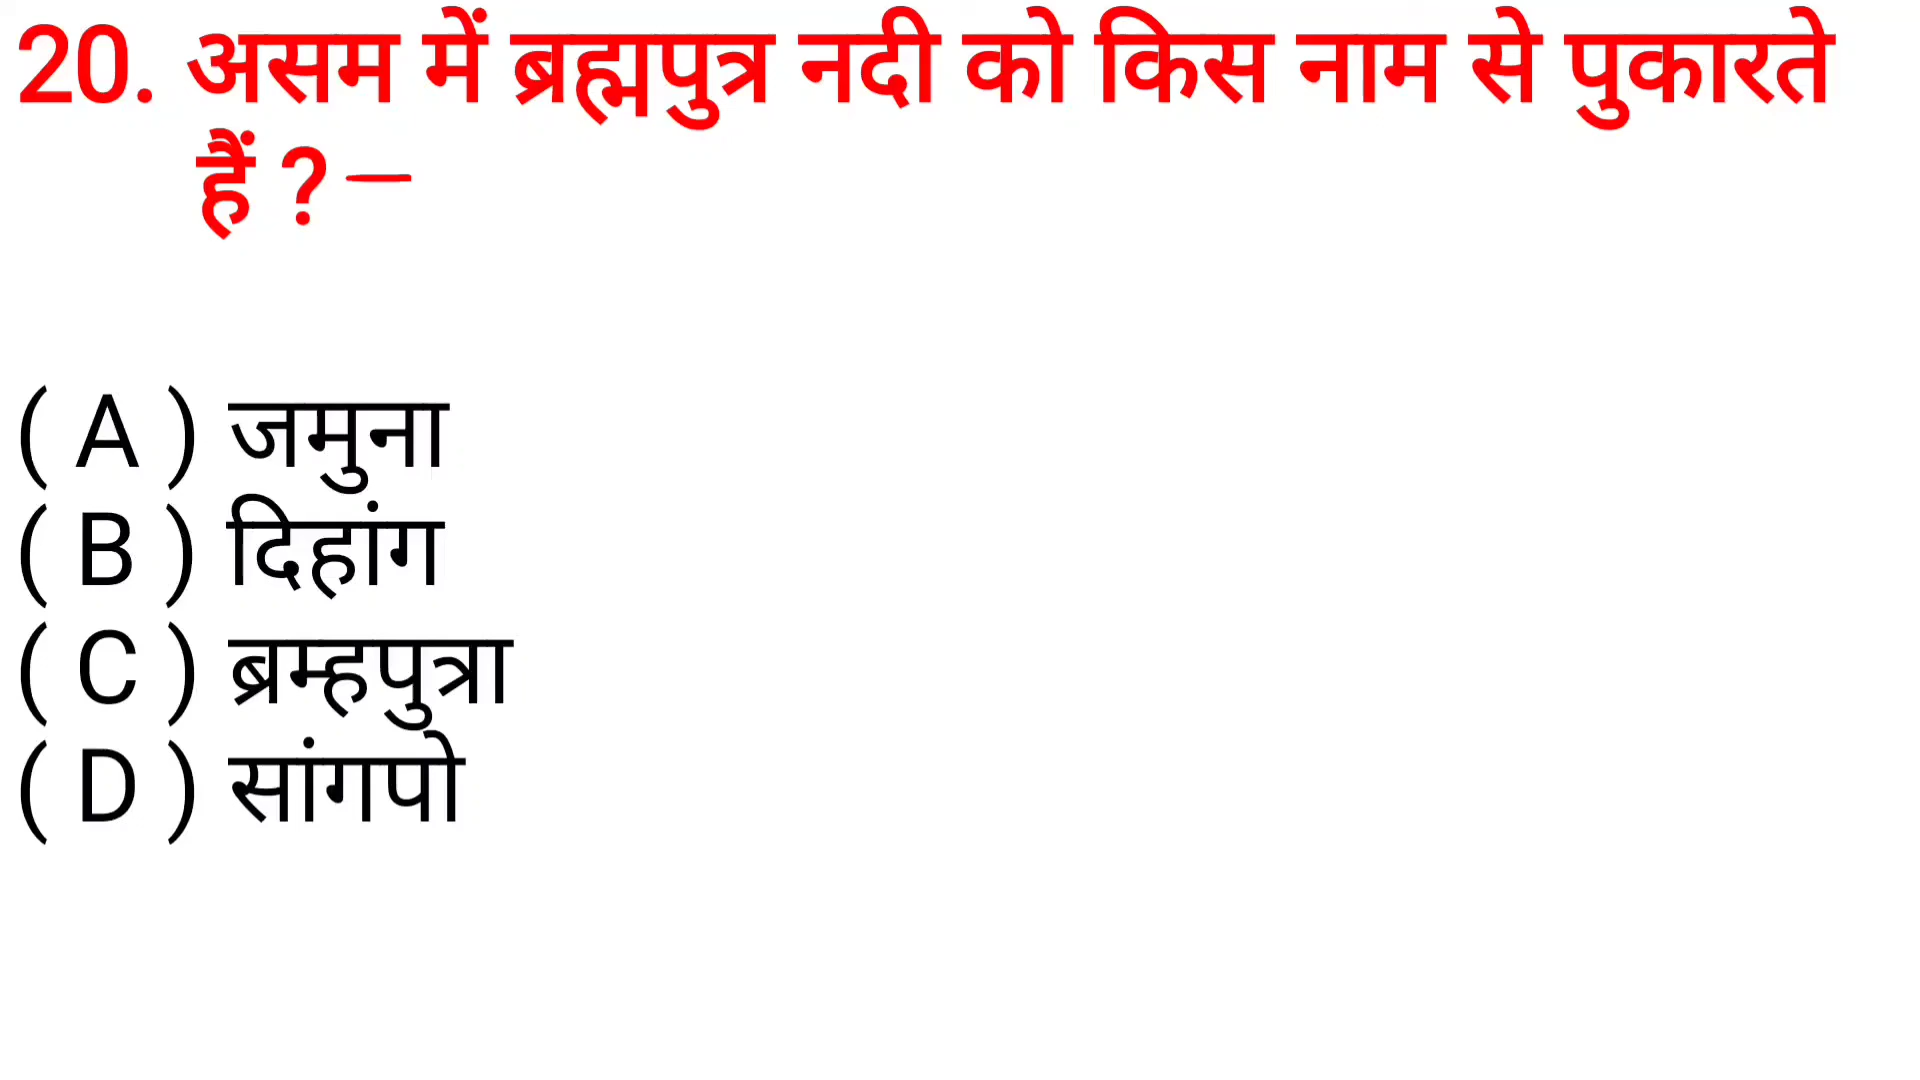 20. असम में ब्रह्मपुत्र नदी को किस नाम से पुकारते
हैं ? –
( A ) जमुना
( B ) दिहांग
( C ) ब्रम्हपुत्रा
( D ) सांगपो